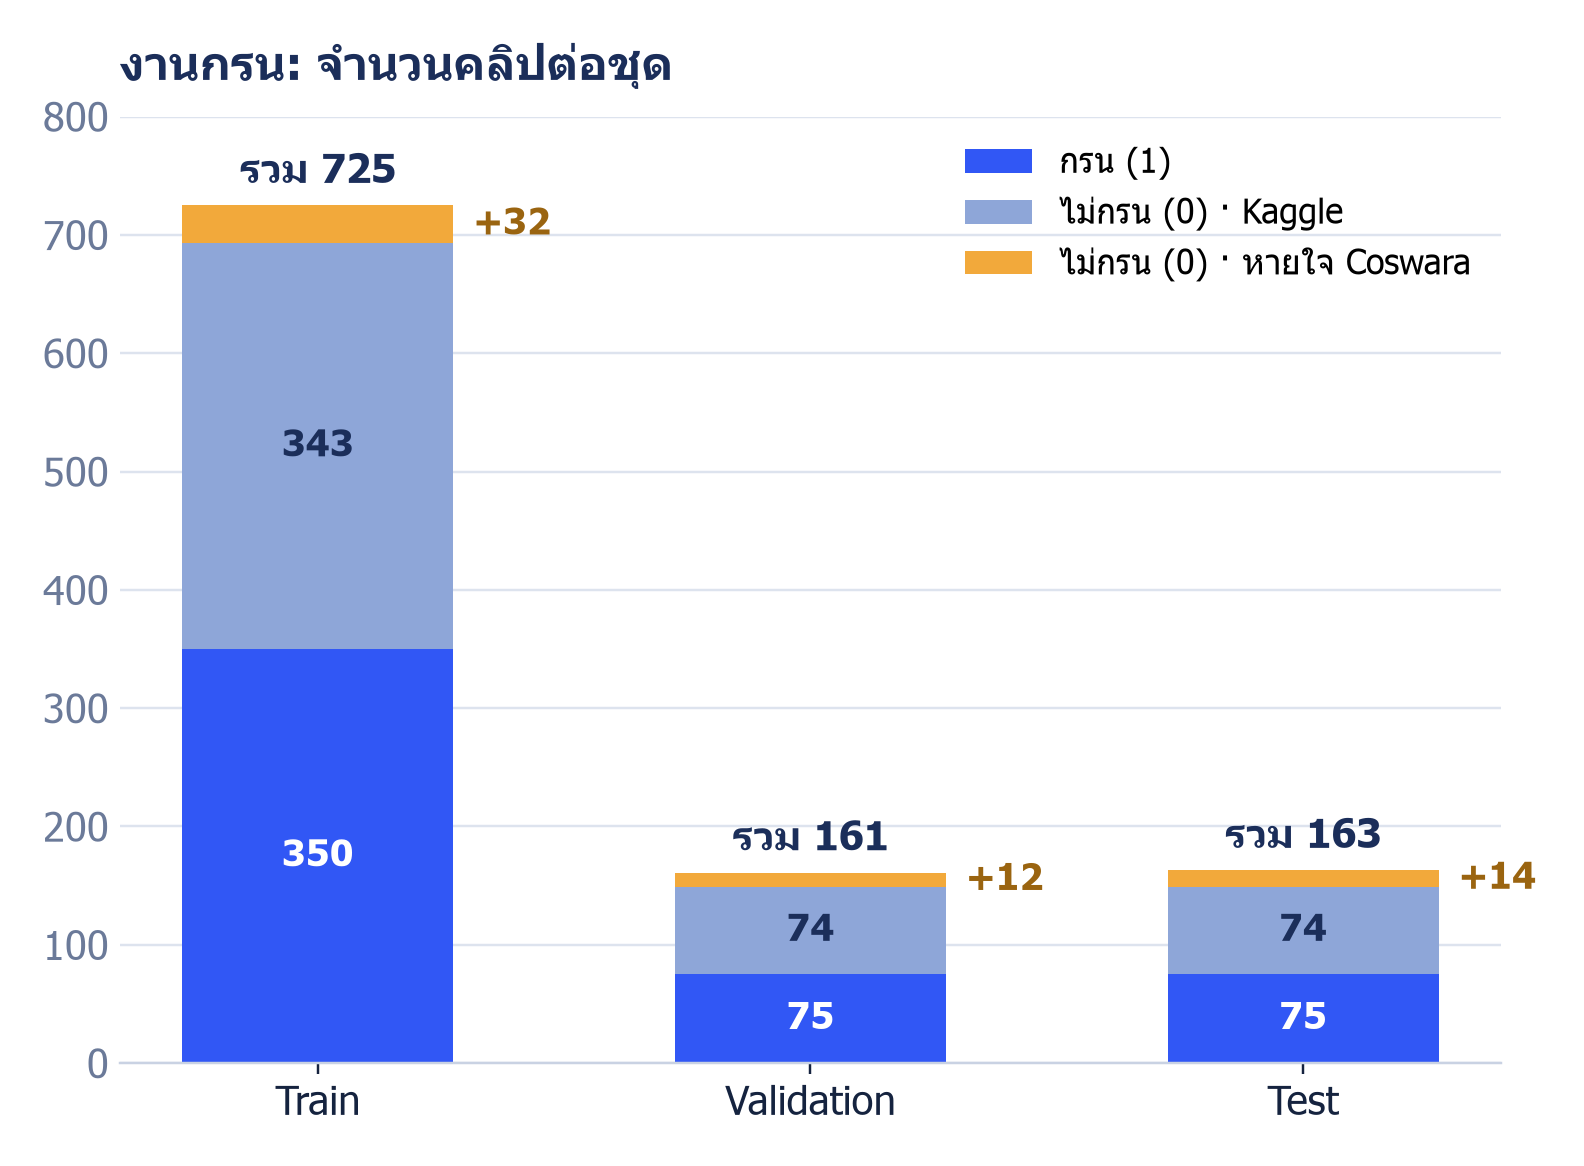 งานกรน: จำนวนคลิปต่อชุด
800
700
600
500
400
300
200
100
0
กรน (1)
ไม่กรน (0) · Kaggle
ไม่กรน (0) · หายใจ Coswara
รวม 725
+32
343
350
รวม 161
+12
74
75
รวม 163
+14
74
75
Train
Validation
Test